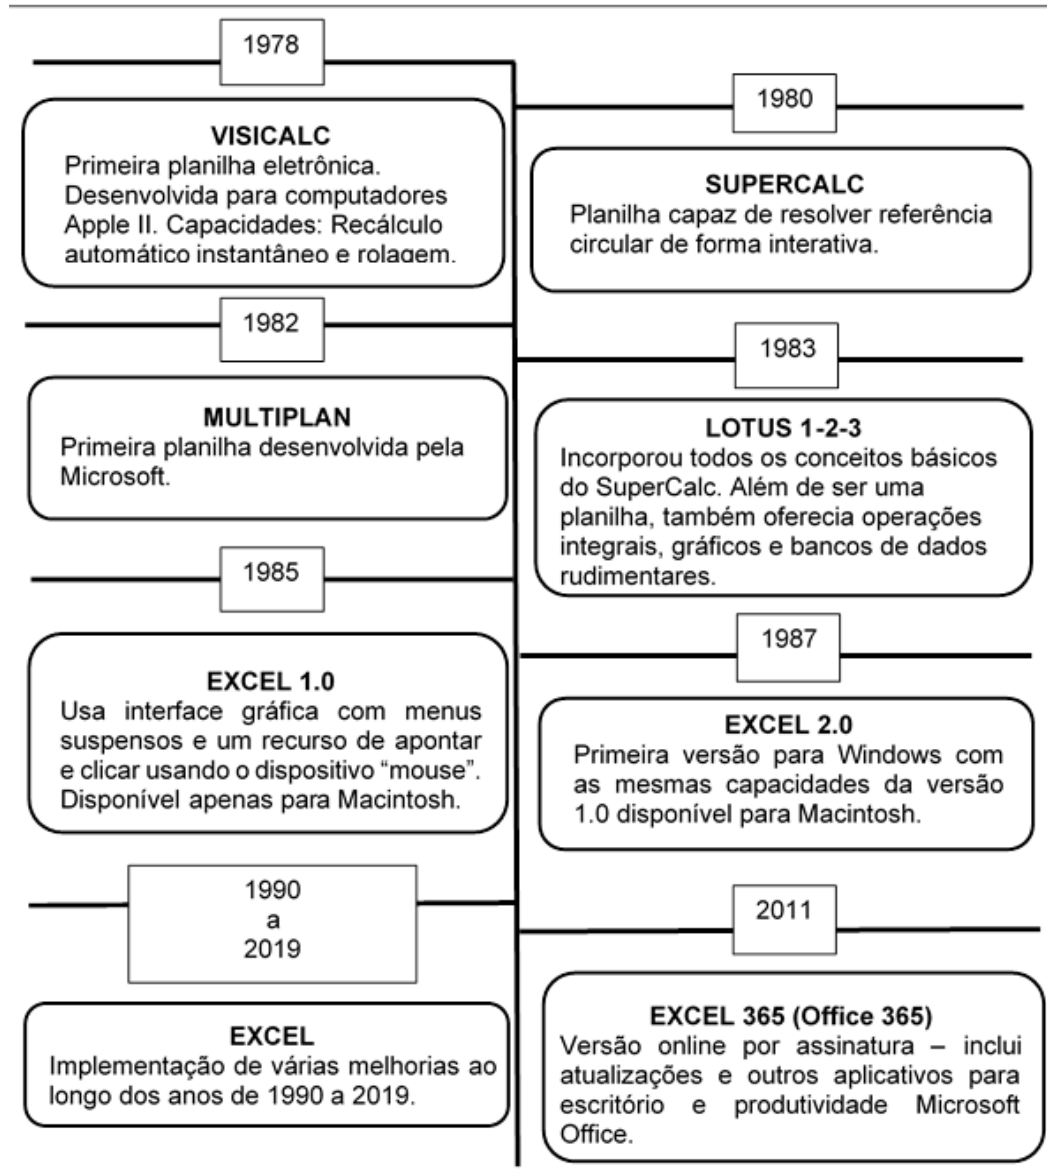 1978
VISICALC
Primeira planilha eletrônica.
Desenvolvida para computadores
Apple II. Capacidades: Recálculo
automático instantâneo e rolagem.
1980
SUPERCALC
Planilha capaz de resolver referência
circular de forma interativa.
1982
MULTIPLAN
Primeira planilha desenvolvida pela
Microsoft.
1983
LOTUS 1-2-3
Incorporou todos os conceitos básicos
do SuperCalc. Além de ser uma
planilha, também oferecia operações
integrais, gráficos e bancos de dados
rudimentares.
1985
EXCEL 1.0
Usa interface gráfica com menus
suspensos e um recurso de apontar
e clicar usando o dispositivo “mouse”.
Disponível apenas para Macintosh.
1987
EXCEL 2.0
Primeira versão para Windows com
as mesmas capacidades da versão
1.0 disponível para Macintosh.
1990
a
2019
EXCEL
Implementação de várias melhorias ao
longo dos anos de 1990 a 2019.
2011
EXCEL 365 (Office 365)
Versão online por assinatura – inclui
atualizações e outros aplicativos para
escritório e produtividade Microsoft
Office.